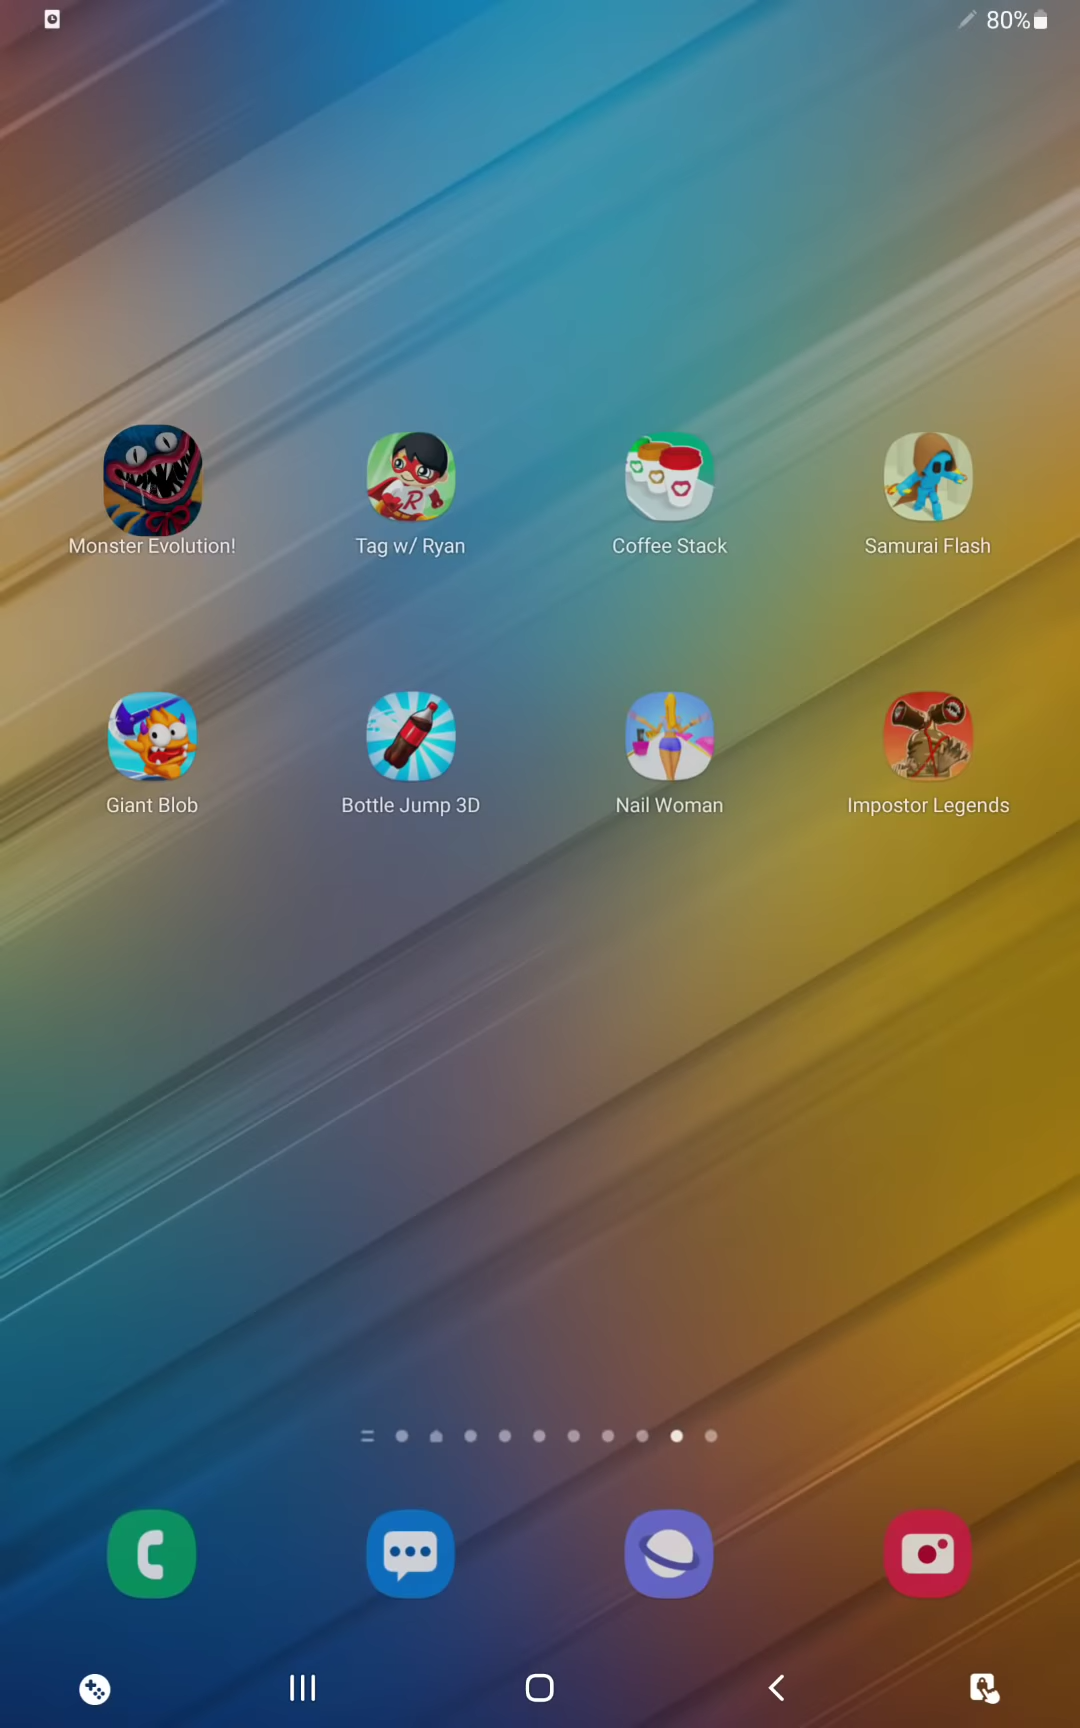 80%
Monster Evolution!
Tag w/ Ryan
Coffee Stack
Samurai Flash
Giant Blob
Bottle Jump 3D
Nail Woman
Impostor Legends